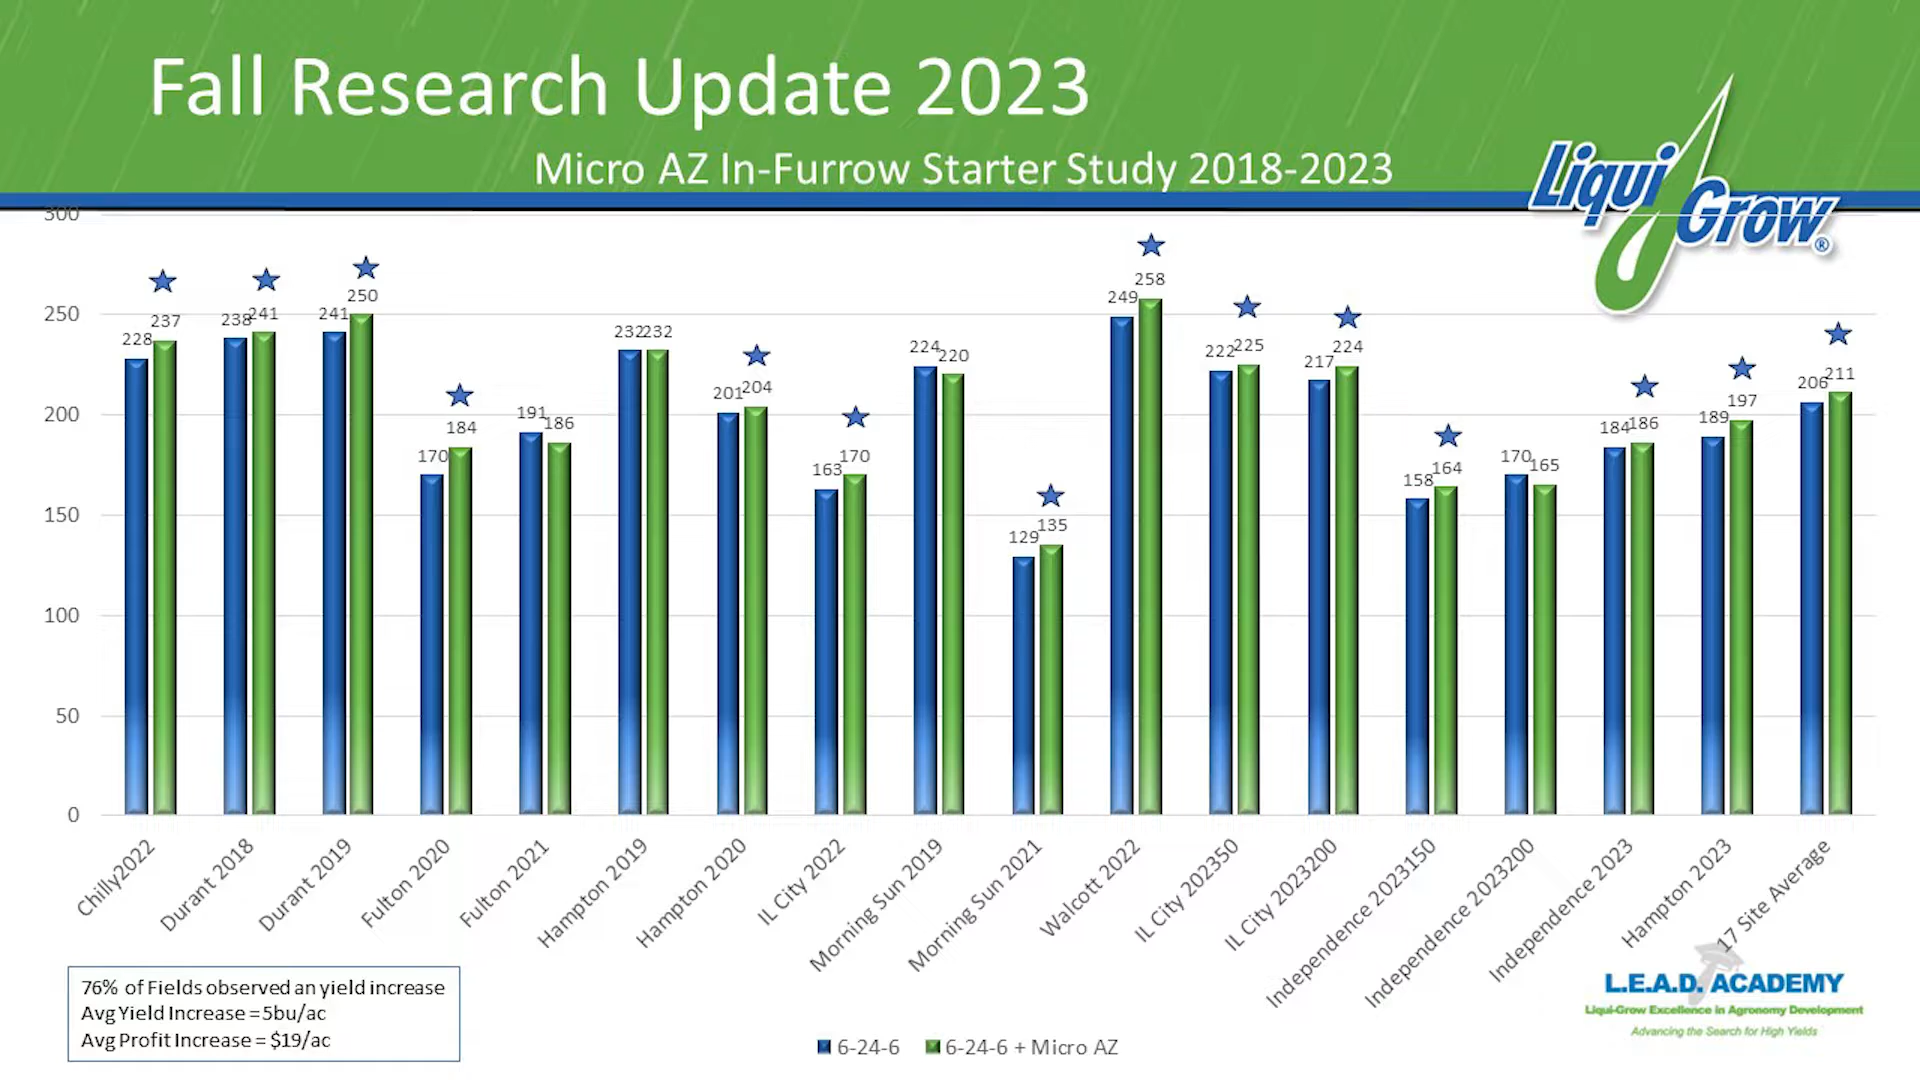 Fall Research Update 2023
Micro AZ In-Furrow Starter Study 2018-2023
Liqui Grow®
300
250
200
150
100
50
0
228 237
238 241
241 250
170 184
191 186
232 232
201 204
163 170
224 220
129 135
249 258
222 225
217 224
158 164
170 165
184 186
189 197
206 211
Chilly2022
Durant 2018
Durant 2019
Fulton 2020
Fulton 2021
Hampton 2019
Hampton 2020
IL City 2022
Morning Sun 2019
Morning Sun 2021
Walcott 2022
IL City 202350
IL City 2023200
Independence 2023150
Independence 2023200
Independence 2023
Hampton 2023
17 Site Average
76% of Fields observed an yield increase
Avg Yield Increase = 5bu/ac
Avg Profit Increase = $19/ac
6-24-6 6-24-6 + Micro AZ
L.E.A.D. ACADEMY
Liqui-Grow Excellence in Agronomy Development
Advancing the Search for High Yields